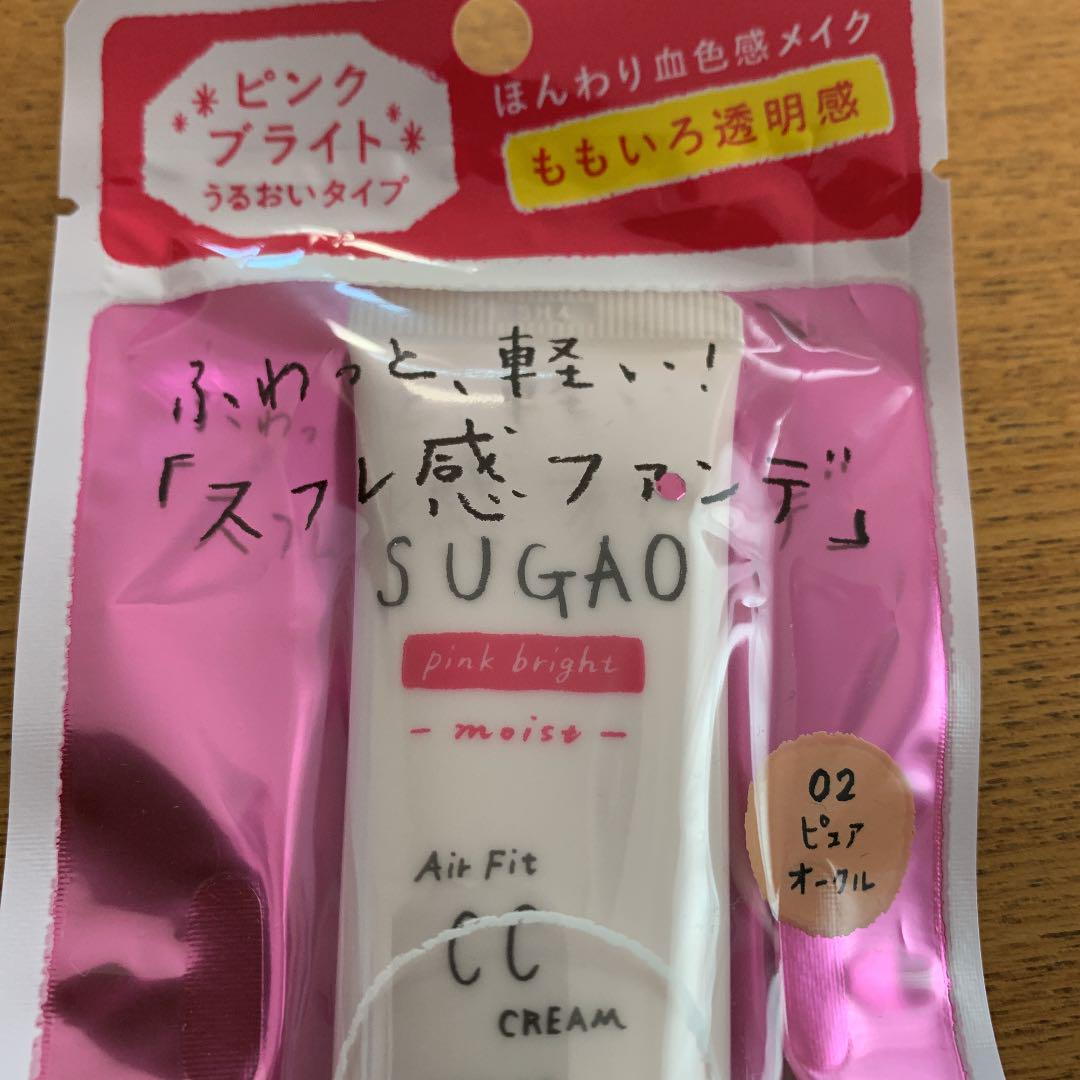 ピンク
ブライト
うるおいタイプ
ほんわり血色感メイク
ももいろ透明感
ふわっと、軽い!
「スフレ感ファンデ」
SUGAO
pink bright
- moist -
Air Fit
CC
CREAM
02
ピュア
オークル